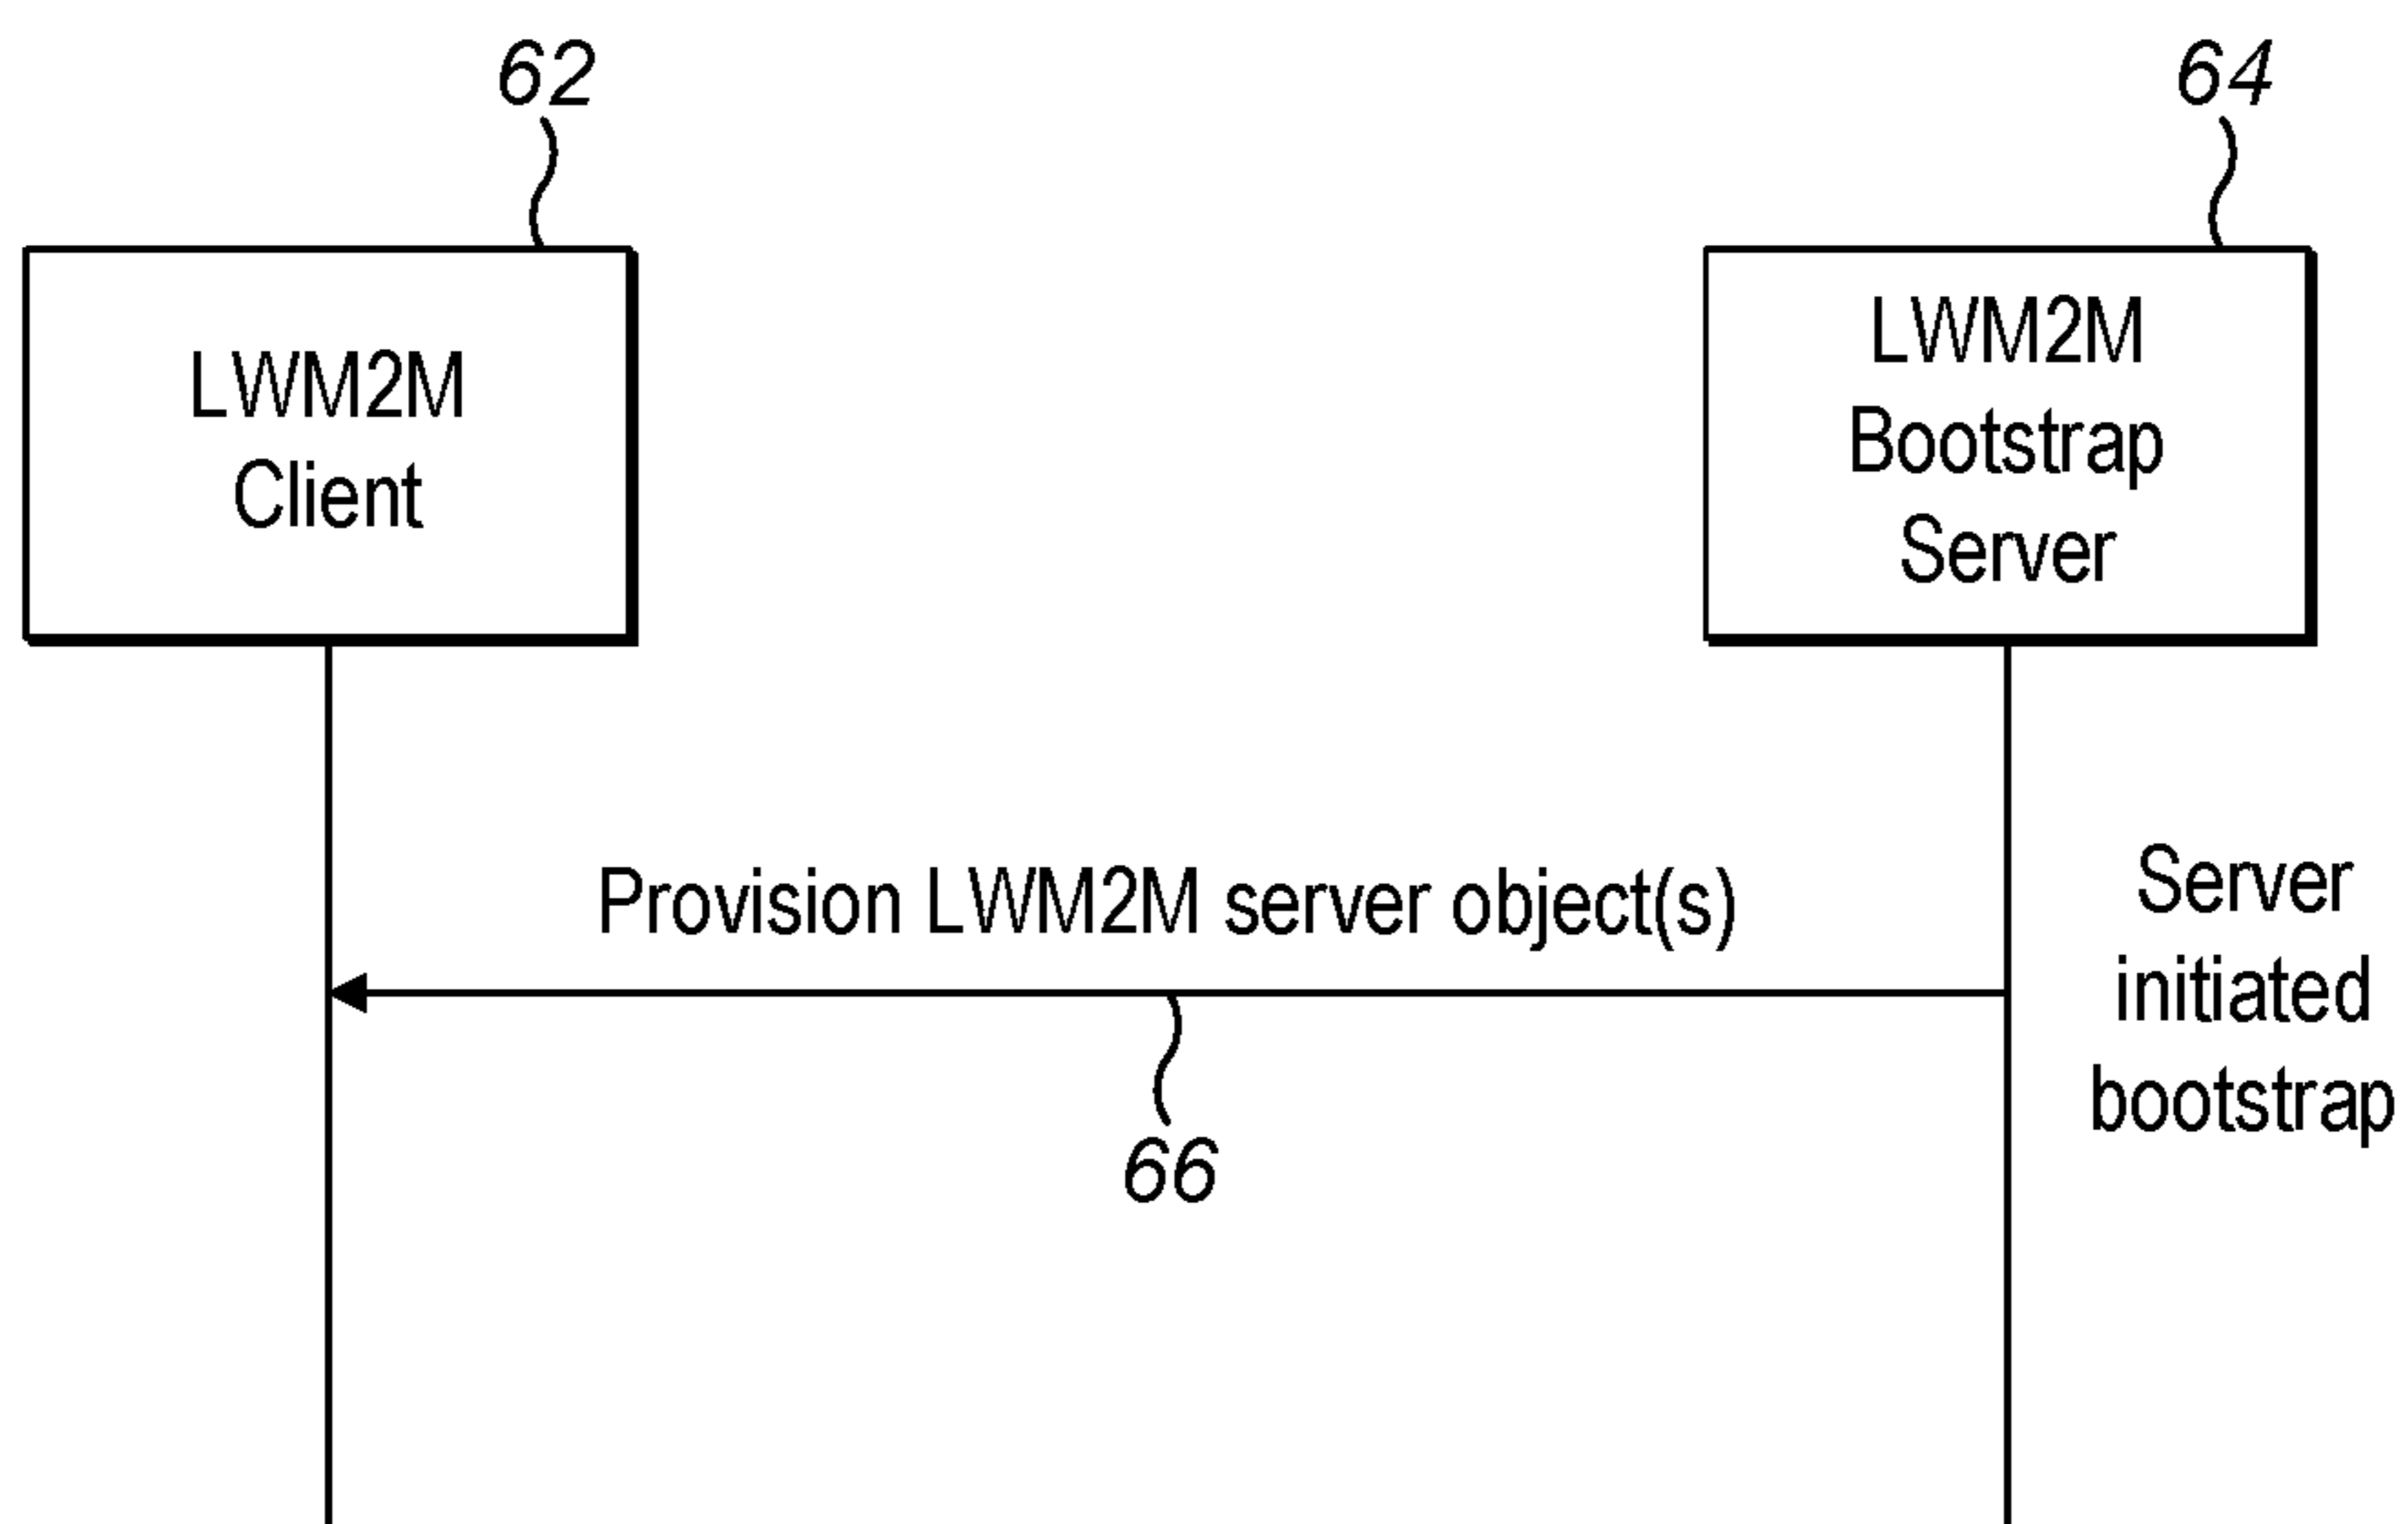 62
64
LWM2M
Client
LWM2M
Bootstrap
Server
Provision LWM2M server object(s)
Server
initiated
bootstrap
66